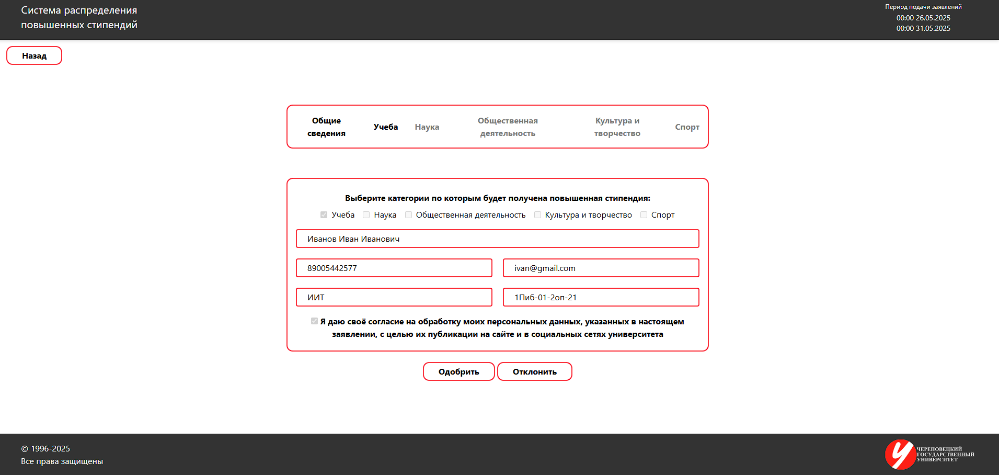 Система распределения
повышенных стипендий
Период подачи заявлений
00:00 26.05.2025
00:00 31.05.2025
Назад
Общие
сведения
Учеба
Наука
Общественная
деятельность
Культура и
творчество
Спорт
Выберите категории по которым будет получена повышенная стипендия:
Учеба Наука Общественная деятельность Культура и творчество Спорт
Иванов Иван Иванович
89005442577
ivan@gmail.com
ИИТ
1Пиб-01-2оп-21
Я даю своё согласие на обработку моих персональных данных, указанных в настоящем
заявлении, с целью их публикации на сайте и в социальных сетях университета
Одобрить
Отклонить
© 1996-2025
Все права защищены
ЧЕРЕПОВЕЦКИЙ
ГОСУДАРСТВЕННЫЙ
УНИВЕРСИТЕТ